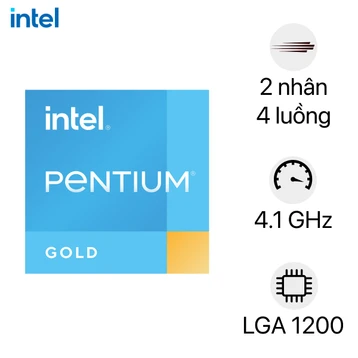 intel
intel
PENTIUM®
GOLD
2 nhân
4 luồng
4.1 GHz
LGA 1200